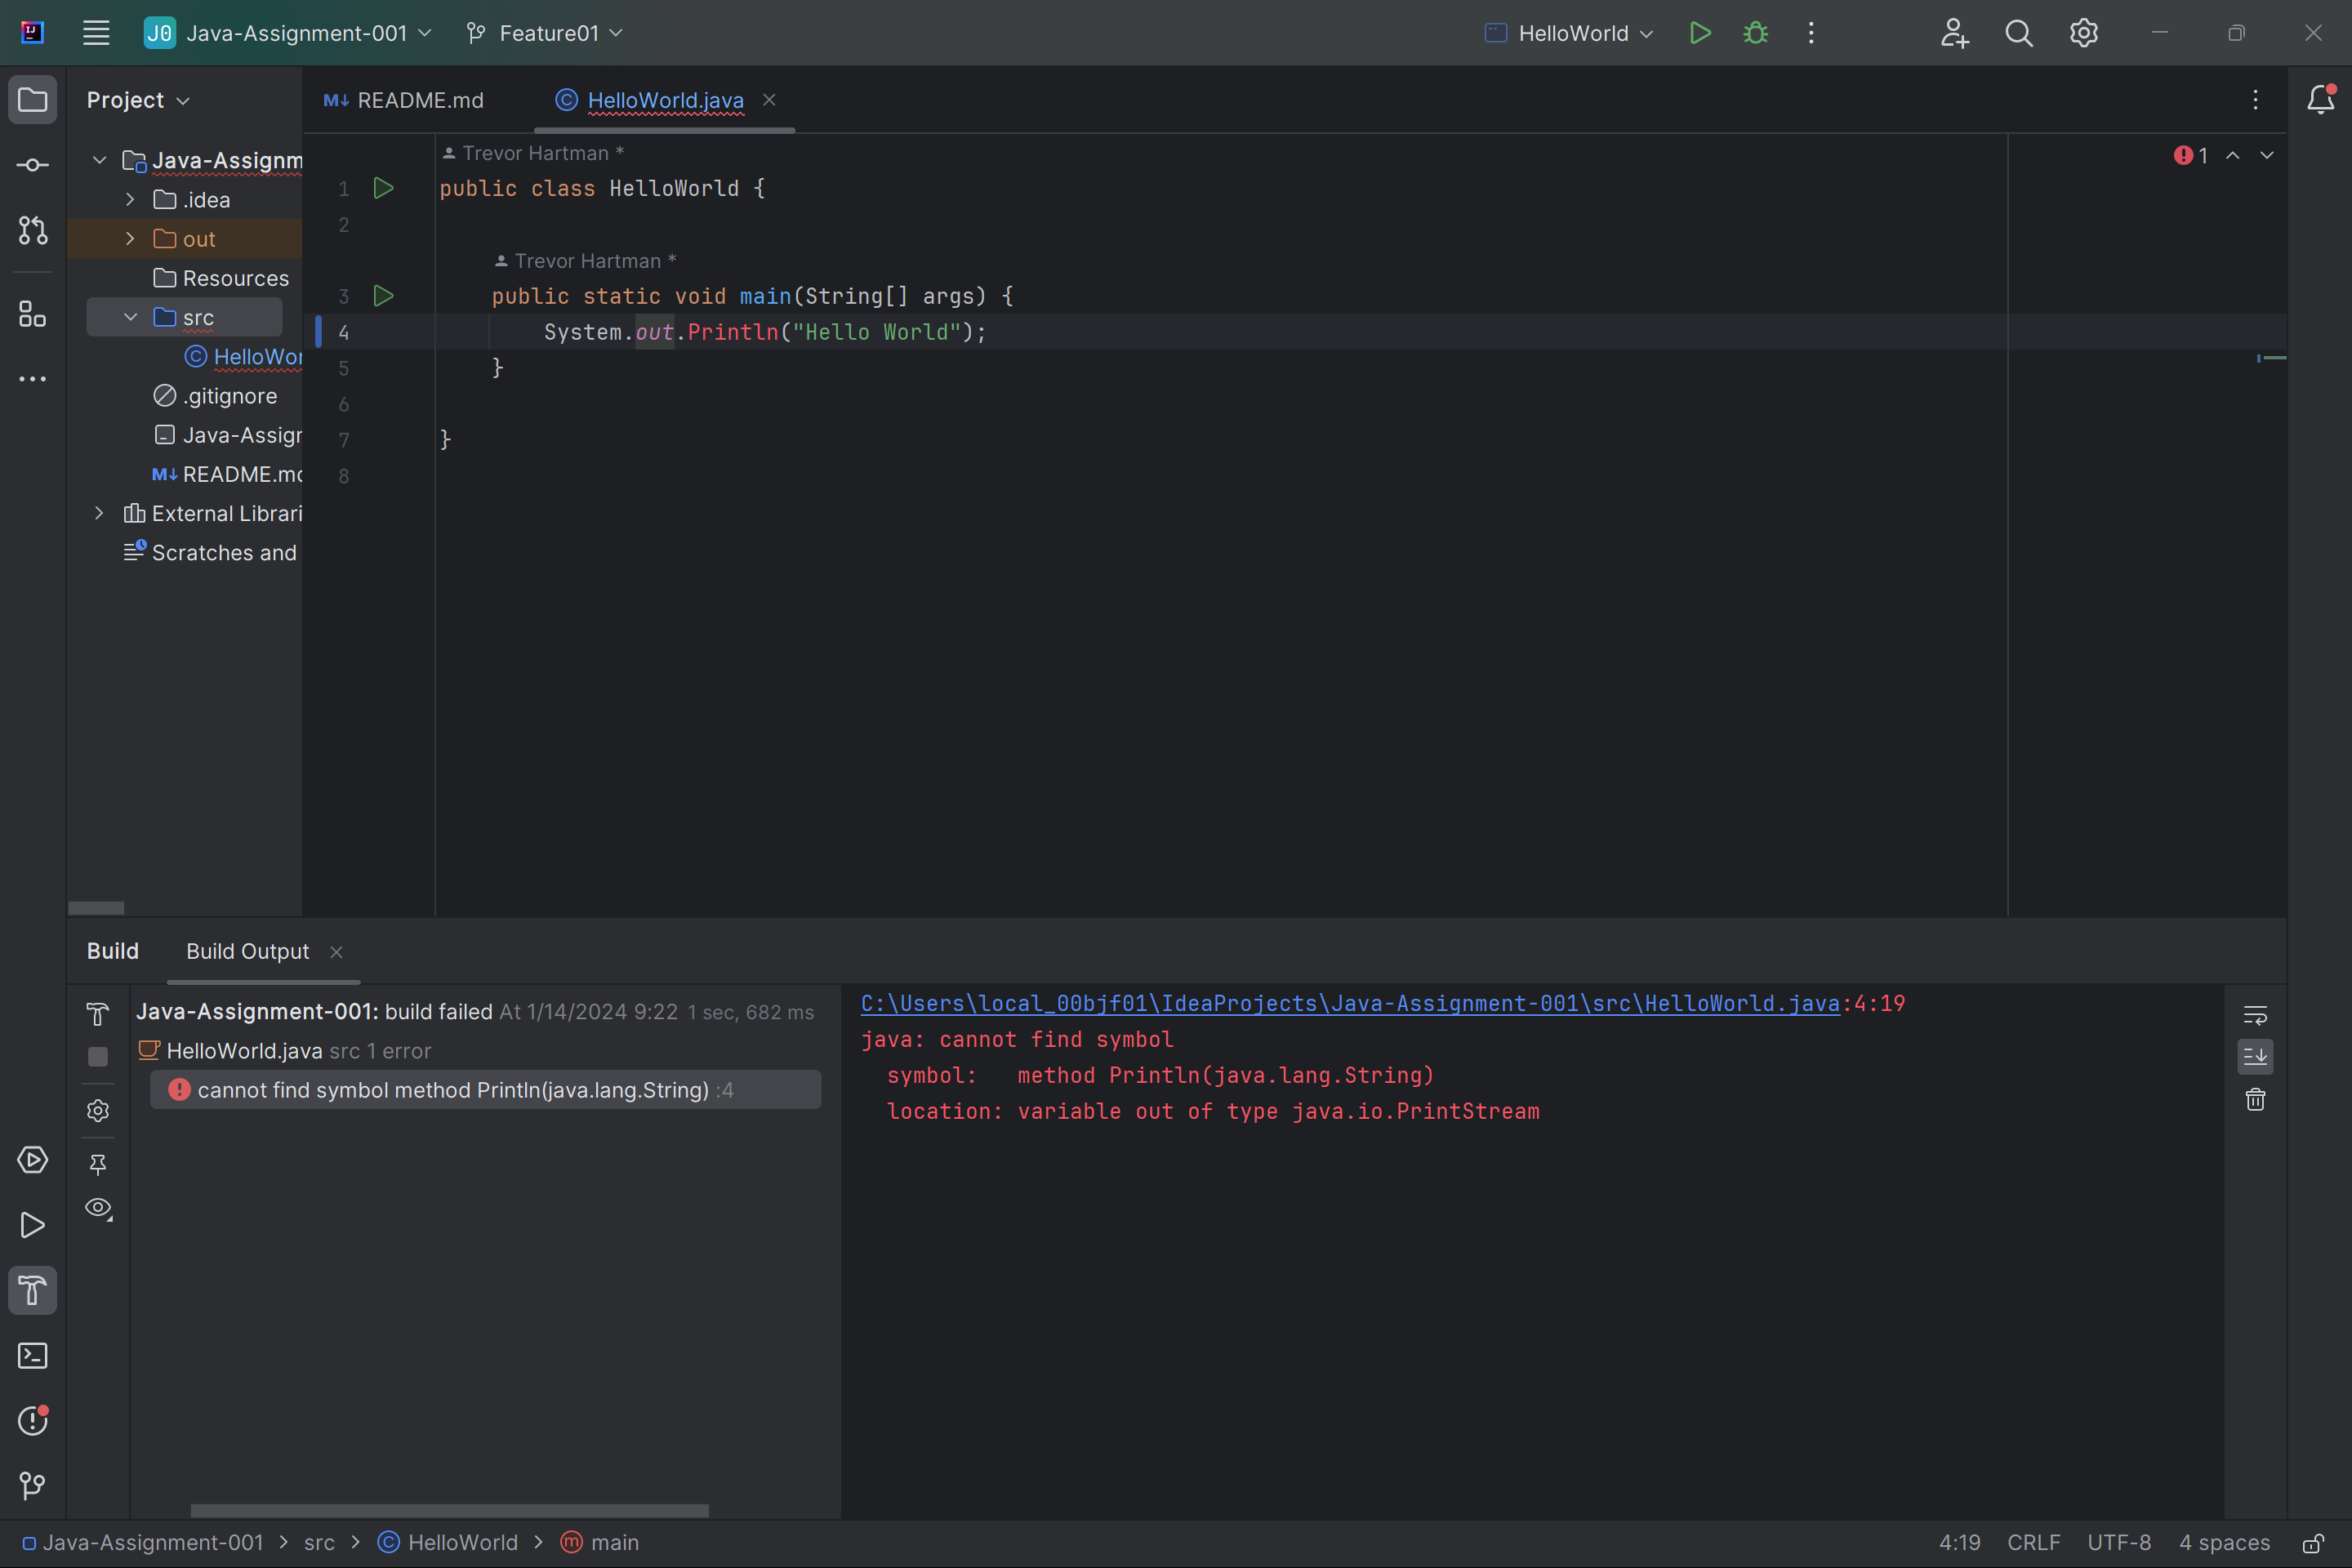 J0 Java-Assignment-001 Feature01 HelloWorld
Project
README.md
HelloWorld.java
Java-Assignm
.idea
out
Resources
src
HelloWor
.gitignore
Java-Assigr
README.md
External Librari
Scratches and
Trevor Hartman *
1
1 public class HelloWorld {
2
Trevor Hartman *
3 public static void main(String[] args) {
4 System.out.Println("Hello World");
5 }
6
7 }
8
Build Build Output
Java-Assignment-001: build failed At 1/14/2024 9:22 1 sec, 682 ms
HelloWorld.java src 1 error
cannot find symbol method Println(java.lang.String) :4
C:\Users\local_00bjf01\IdeaProjects\Java-Assignment-001\src\HelloWorld.java:4:19
java: cannot find symbol
symbol: method Println(java.lang.String)
location: variable out of type java.io.PrintStream
Java-Assignment-001 > src > HelloWorld > main 4:19 CRLF UTF-8 4 spaces